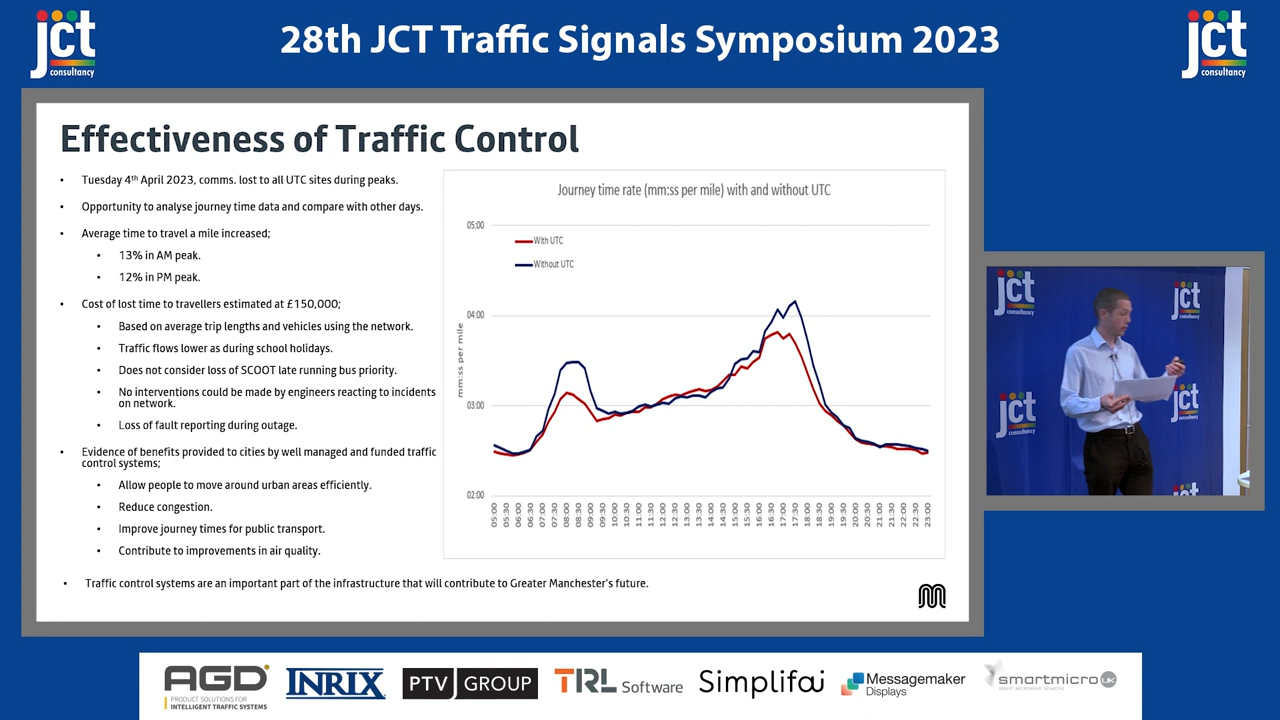 jct
consultancy
28th JCT Traffic Signals Symposium 2023
jct
consultancy
Effectiveness of Traffic Control
• Tuesday 4th April 2023, comms. lost to all UTC sites during peaks.
• Opportunity to analyse journey time data and compare with other days.
• Average time to travel a mile increased;
• 13% in AM peak.
• 12% in PM peak.
• Cost of lost time to travellers estimated at £150,000;
• Based on average trip lengths and vehicles using the network.
• Traffic flows lower as during school holidays.
• Does not consider loss of SCOOT late running bus priority.
• No interventions could be made by engineers reacting to incidents
on network.
• Loss of fault reporting during outage.
• Evidence of benefits provided to cities by well managed and funded traffic
control systems;
• Allow people to move around urban areas efficiently.
• Reduce congestion.
• Improve journey times for public transport.
• Contribute to improvements in air quality.
• Traffic control systems are an important part of the infrastructure that will contribute to Greater Manchester's future.
Journey time rate (mm:ss per mile) with and without UTC
05:00
With UTC
Without UTC
04:00
mm:ss per mile
03:00
02:00
05:00 05:30 06:00 06:30 07:00 07:30 08:00 08:30 09:00 09:30 10:00 10:30 11:00 11:30 12:00 12:30 13:00 13:30 14:00 14:30 15:00 15:30 16:00 16:30 17:00 17:30 18:00 18:30 19:00 19:30 20:00 20:30 21:00 21:30 22:00 22:30 23:00
jct
consultancy
jct
consultancy
jct
consultancy
jct
consultancy
jct
jct
AGD
PRODUCT SOLUTIONS FOR
INTELLIGENT TRAFFIC SYSTEMS
INRIX
PTV GROUP
TRL Software
Simplifai
Messagemaker
Displays
smartmicro UK
SMART MICROWAVE SENSORS